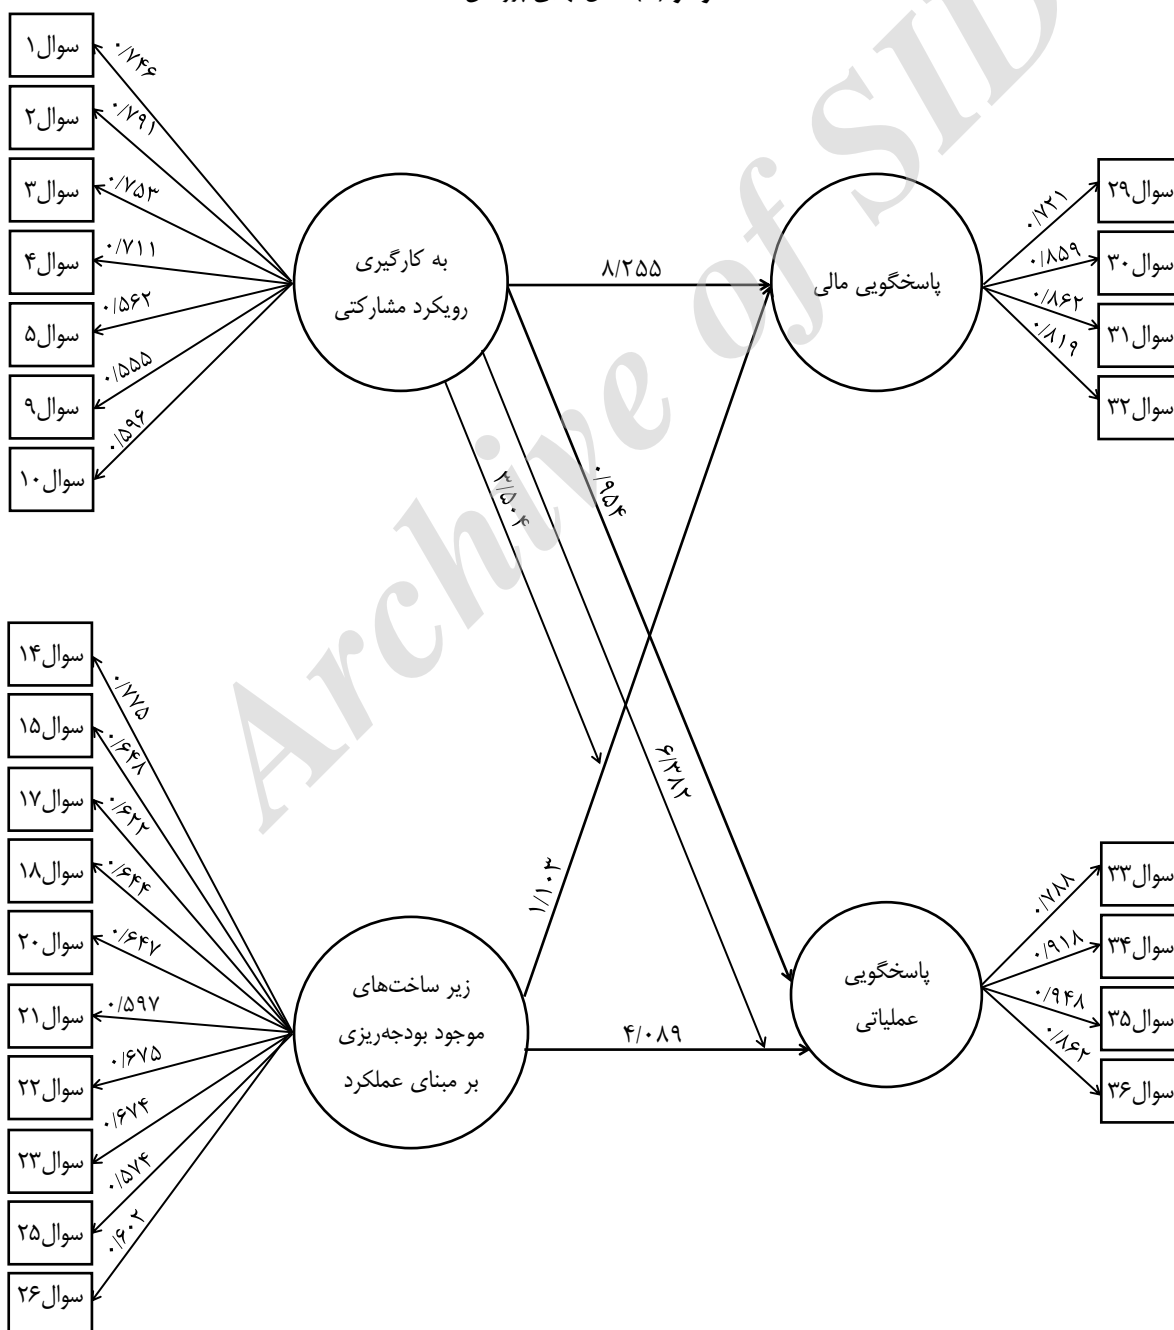 سوال۱
سوال۲
سوال۳
سوال۴
سوال۵
سوال۹
سوال۱۰
۰/۷۴۶
۰/۷۹۱
۰/۷۵۳
۰/۷۱۱
۰/۵۶۲
۰/۵۵۵
۰/۵۹۶
به کارگیری
رویکرد مشارکتی
۸/۲۵۵
۰/۹۵۴
۳/۵۰۴
۶/۳۸۲
پاسخگویی مالی
۰/۷۲۱
۰/۸۵۹
۰/۸۶۲
۰/۸۱۹
سوال۲۹
سوال۳۰
سوال۳۱
سوال۳۲
سوال۱۴
سوال۱۵
سوال۱۷
سوال۱۸
سوال۲۰
سوال۲۱
سوال۲۲
سوال۲۳
سوال۲۵
سوال۲۶
۰/۷۷۵
۰/۶۴۸
۰/۶۲۲
۰/۶۴۴
۰/۶۴۷
۰/۵۹۷
۰/۶۷۵
۰/۶۷۴
۰/۵۷۴
۰/۶۰۲
زیر ساخت‌های
موجود بودجه‌ریزی
بر مبنای عملکرد
۱/۱۰۳
۴/۰۸۹
پاسخگویی
عملیاتی
۰/۷۸۸
۰/۹۱۸
۰/۹۴۸
۰/۸۶۲
سوال۳۳
سوال۳۴
سوال۳۵
سوال۳۶
Archive of SID